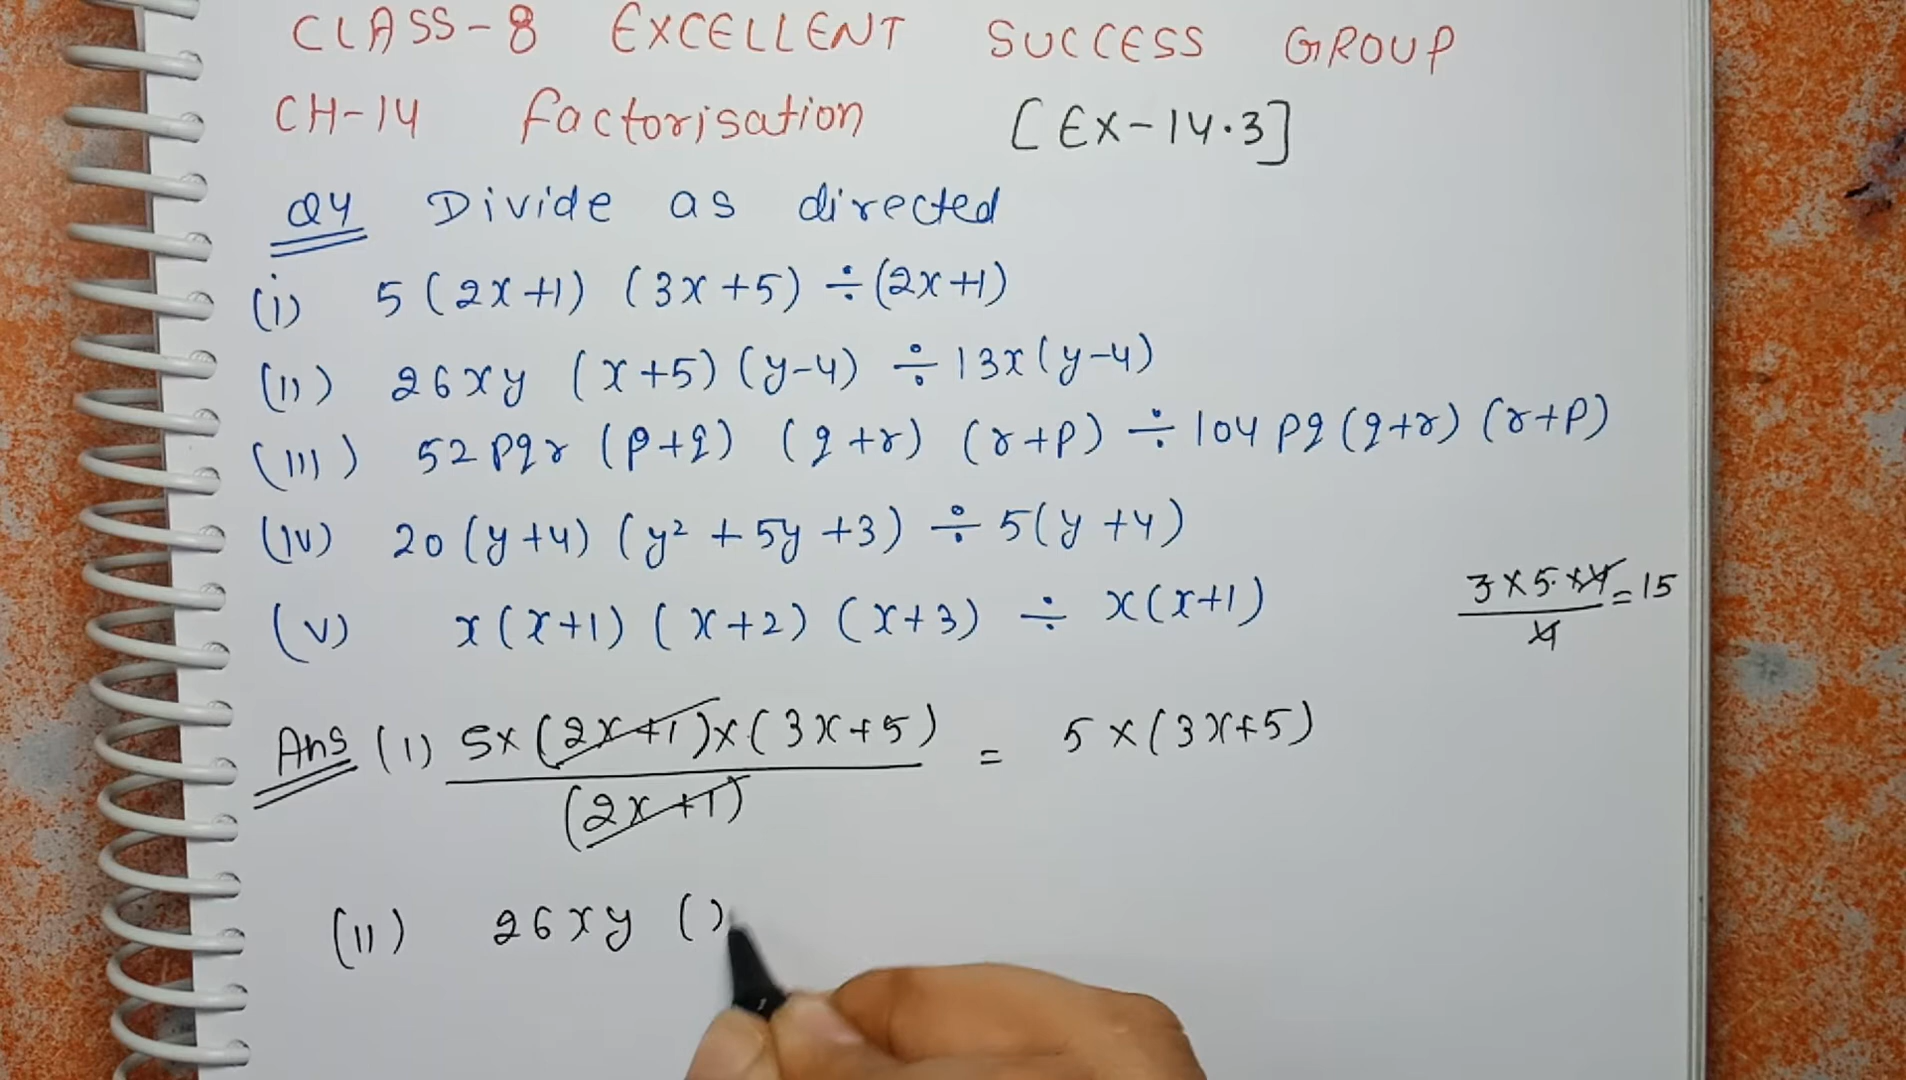 CLASS-8 EXCELLENT SUCCESS GROUP
CH-14 factorisation [EX-14.3]
Q4 Divide as directed
(i) 5(2x+1) (3x+5) ÷ (2x+1)
(ii) 26xy (x+5) (y-4) ÷ 13x(y-4)
(iii) 52pqr (p+q) (q+r) (r+p) ÷ 104pq(q+r) (r+p)
(iv) 20(y+4) (y² + 5y +3) ÷ 5(y+4)
(v) x(x+1) (x+2) (x+3) ÷ x(x+1)
3×5×4 = 15
4
Ans (i) 5×(2x+1)×(3x+5) = 5×(3x+5)
(2x+1)
(ii) 26xy (